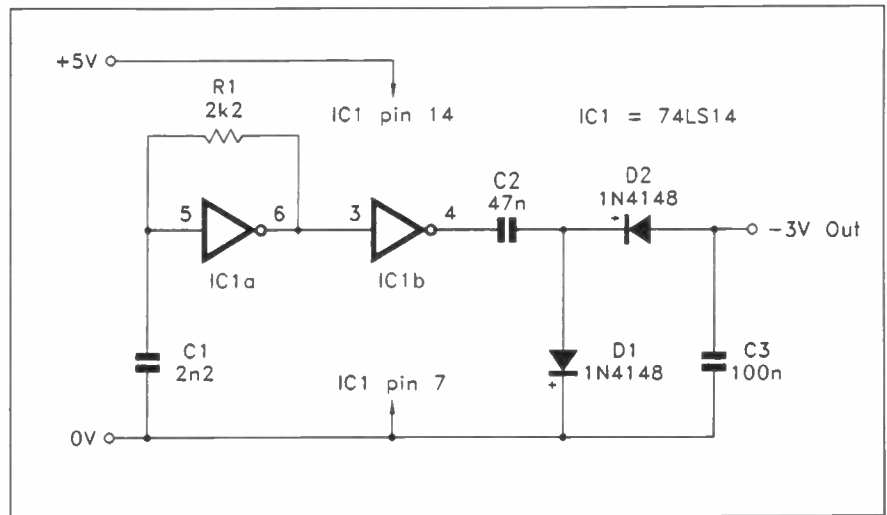 +5V
R1
2k2
IC1 pin 14
IC1 = 74LS14
C2
47n
D2
1N4148
+
5
6
3
4
-3V Out
IC1a
IC1b
C1
2n2
IC1 pin 7
D1
1N4148
+
C3
100n
0V